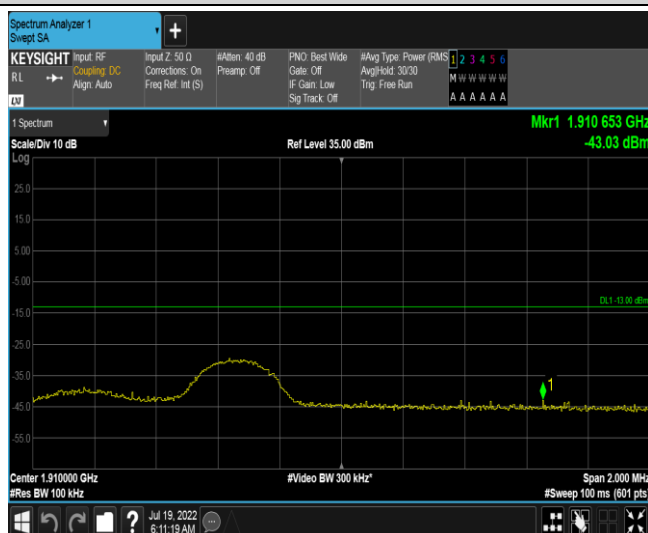 Spectrum Analyzer 1
Swept SA
+
KEYSIGHT
RL
Input: RF
Coupling: DC
Align: Auto
Input Z: 50 Ω
Corrections: On
Freq Ref: Int (S)
#Atten: 40 dB
Preamp: Off
PNO: Best Wide
Gate: Off
IF Gain: Low
Sig Track: Off
#Avg Type: Power (RMS
Avg|Hold: 30/30
Trig: Free Run
1 2 3 4 5 6
M W W W W W
A A A A A A
LXI
1 Spectrum
Mkr1 1.910 653 GHz
Scale/Div 10 dB
Ref Level 35.00 dBm
-43.03 dBm
Log
25.0
15.0
5.00
-5.00
DL1 -13.00 dBm
-15.0
-25.0
-35.0
1
-45.0
-55.0
Center 1.910000 GHz
#Video BW 300 kHz*
Span 2.000 MHz
#Res BW 100 kHz
#Sweep 100 ms (601 pts)
?
Jul 19, 2022
6:11:19 AM